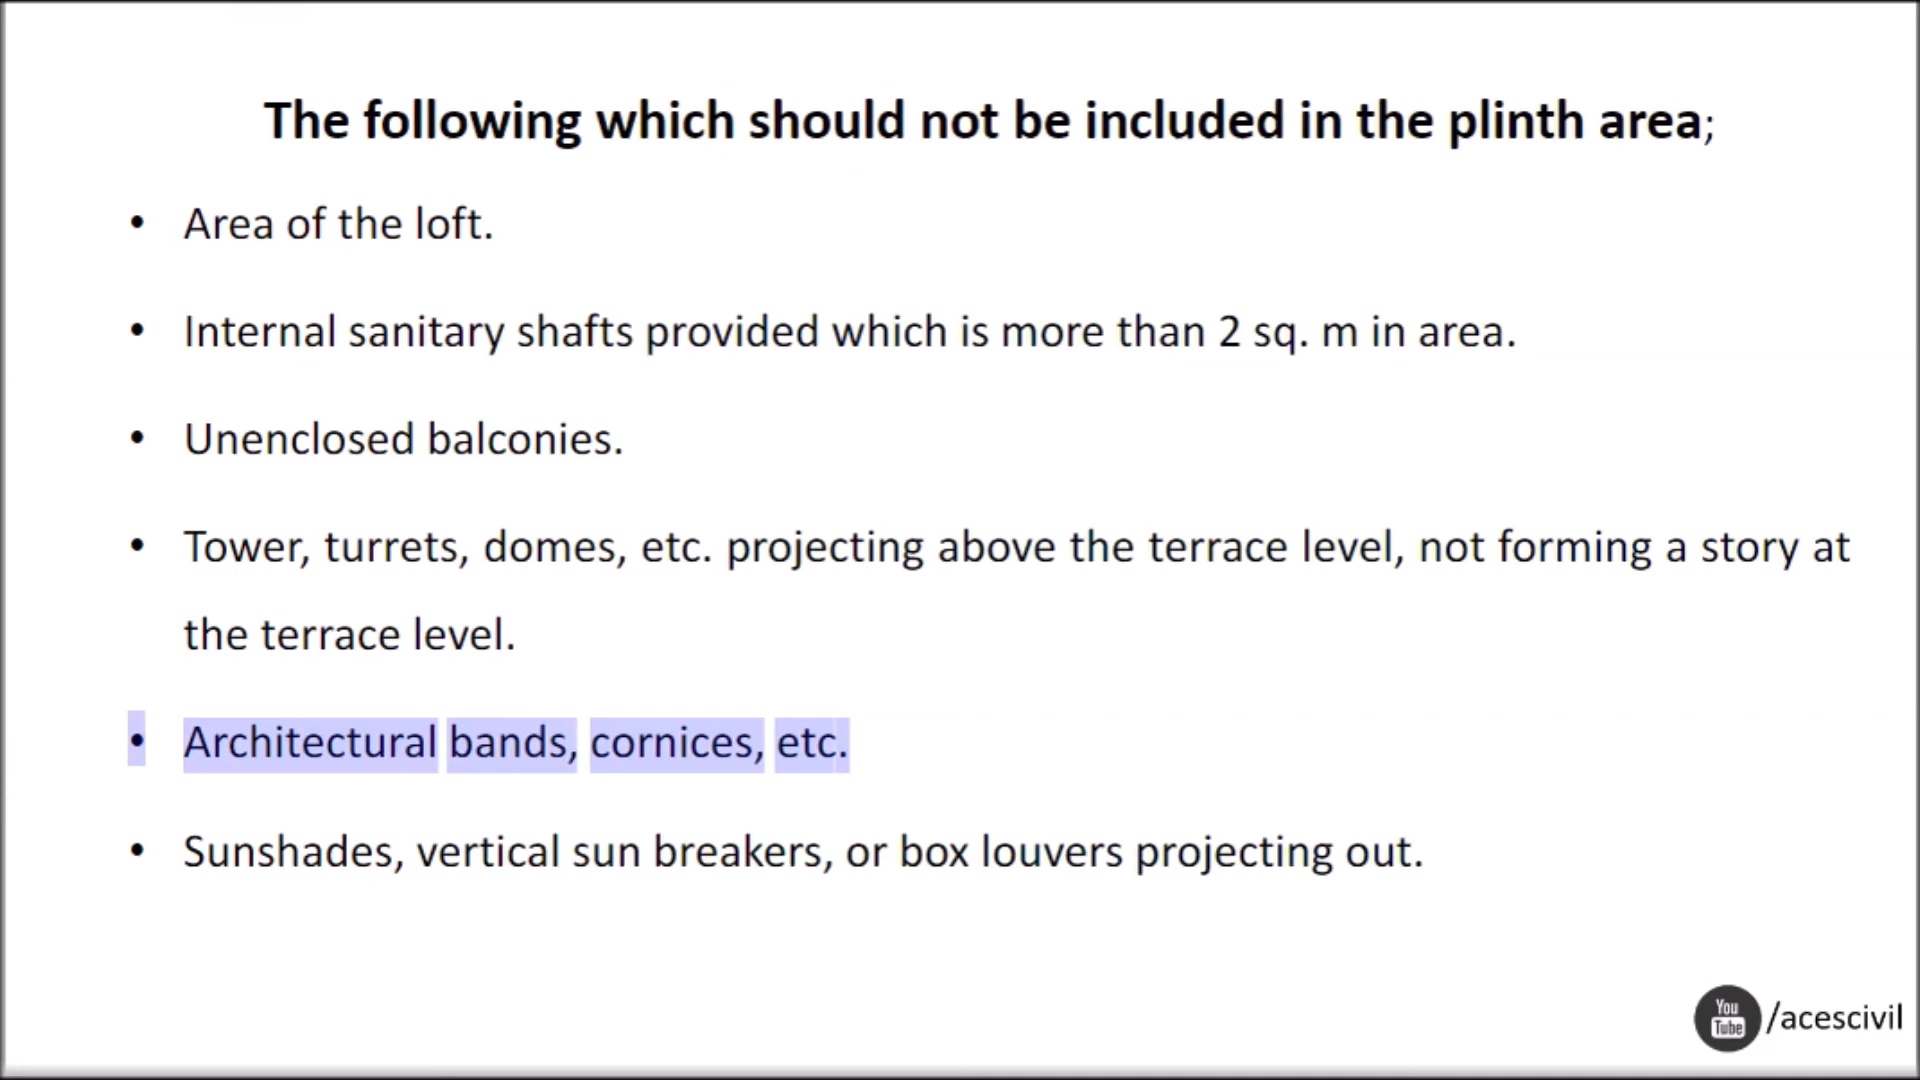 The following which should not be included in the plinth area;
• Area of the loft.
• Internal sanitary shafts provided which is more than 2 sq. m in area.
• Unenclosed balconies.
• Tower, turrets, domes, etc. projecting above the terrace level, not forming a story at
the terrace level.
• Architectural bands, cornices, etc.
• Sunshades, vertical sun breakers, or box louvers projecting out.
You
Tube
/acescivil